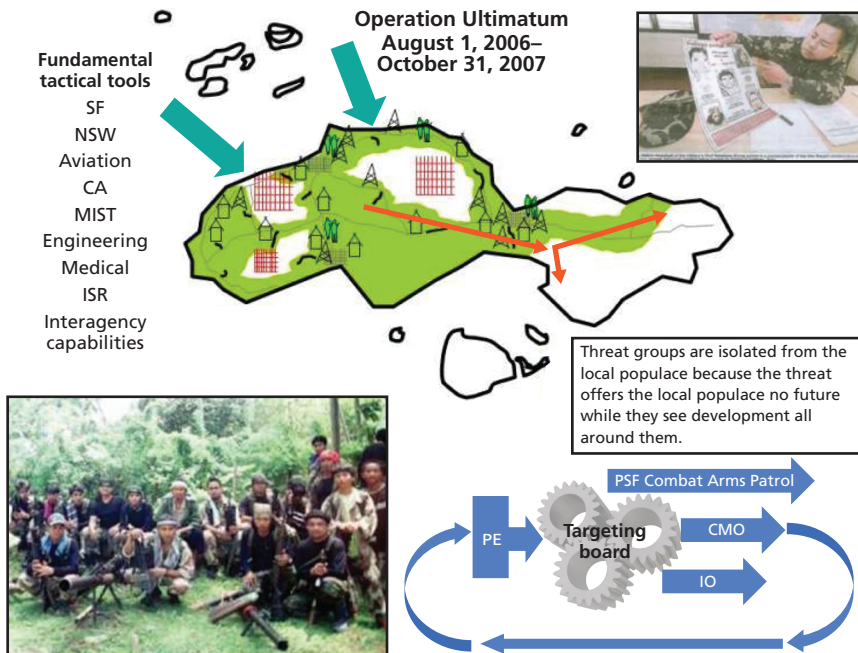 Operation Ultimatum
August 1, 2006–
October 31, 2007
Fundamental
tactical tools
SF
NSW
Aviation
CA
MIST
Engineering
Medical
ISR
Interagency
capabilities
Threat groups are isolated from the
local populace because the threat
offers the local populace no future
while they see development all
around them.
PSF Combat Arms Patrol
PE
Targeting
board
CMO
IO